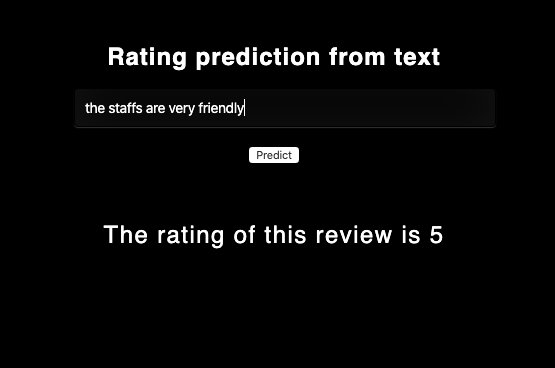 Rating prediction from text
the staffs are very friendly
Predict
The rating of this review is 5